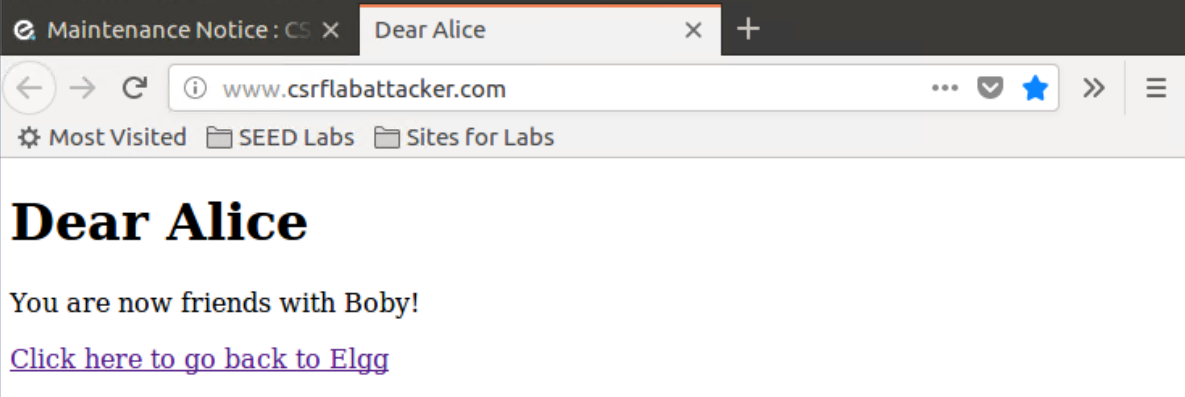 Maintenance Notice : CS
Dear Alice
www.csrflabattacker.com
Most Visited SEED Labs Sites for Labs
Dear Alice
You are now friends with Boby!
Click here to go back to Elgg